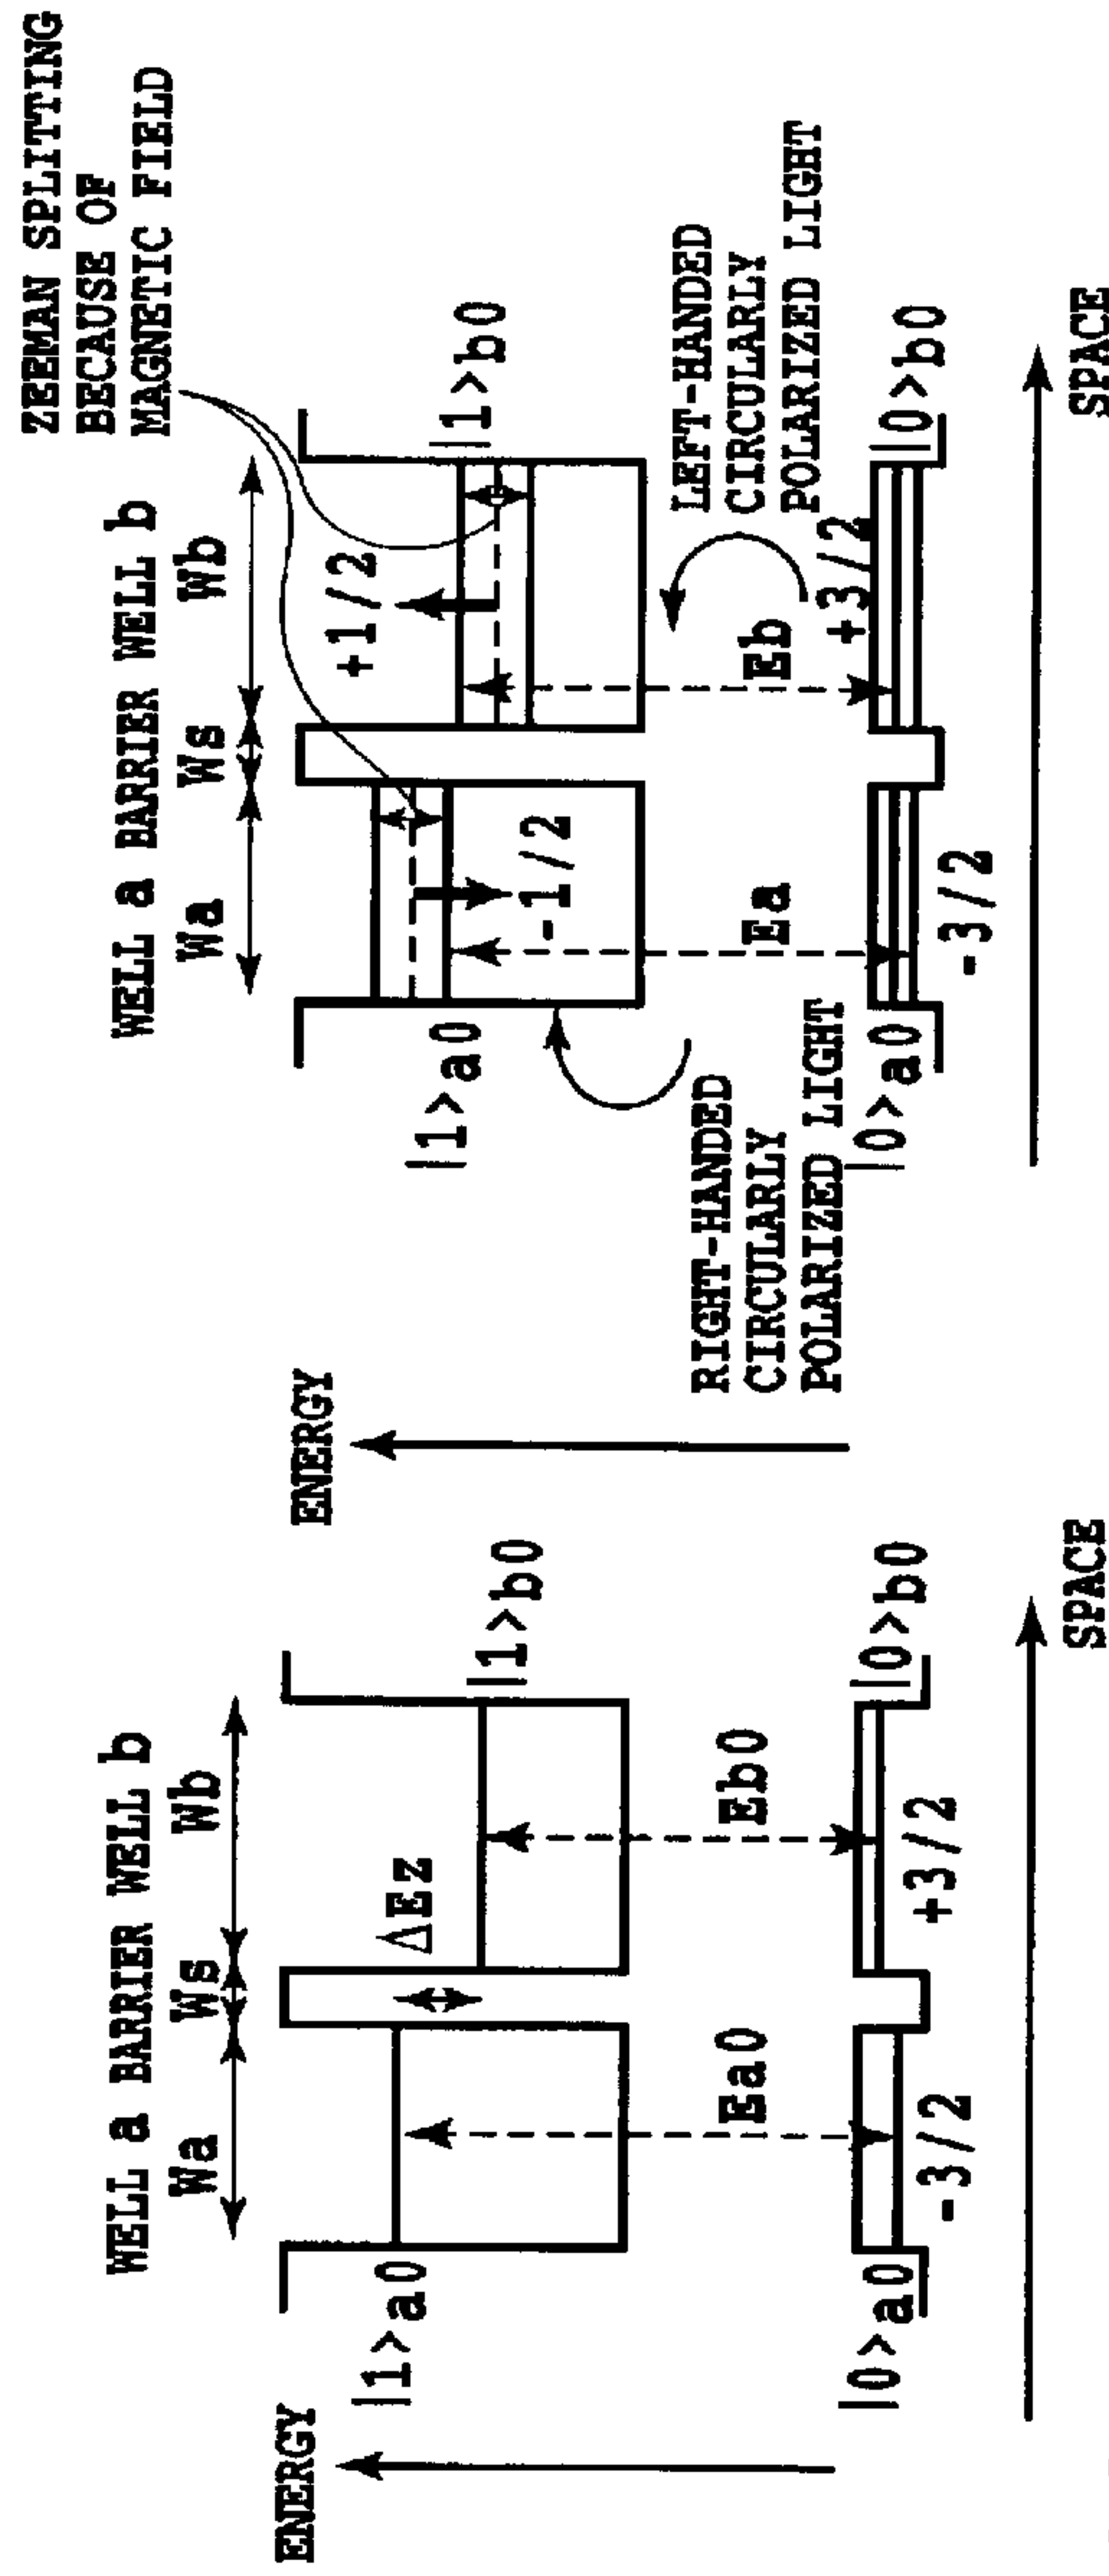 WELL a BARRIER WELL b
Wa Ws Wb
ENERGY
|1>a0
ΔEz
|1>b0
Ea0
Eb0
|0>a0
-3/2
+3/2
|0>b0
SPACE
ZEEMAN SPLITTING
BECAUSE OF
MAGNETIC FIELD
WELL a BARRIER WELL b
Wa Ws Wb
ENERGY
|1>a0
+1/2
|1>b0
-1/2
RIGHT-HANDED
CIRCULARLY
POLARIZED LIGHT
LEFT-HANDED
CIRCULARLY
POLARIZED LIGHT
Ea
Eb
|0>a0
-3/2
+3/2
|0>b0
SPACE